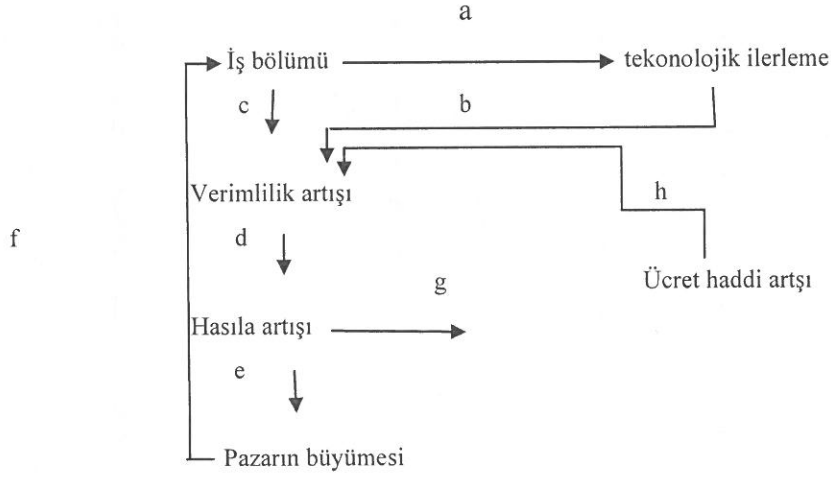 a
İş bölümü tekonolojik ilerleme
c b
Verimlilik artışı
h
f d
Ücret haddi artşı
g
Hasıla artışı
e
Pazarın büyümesi